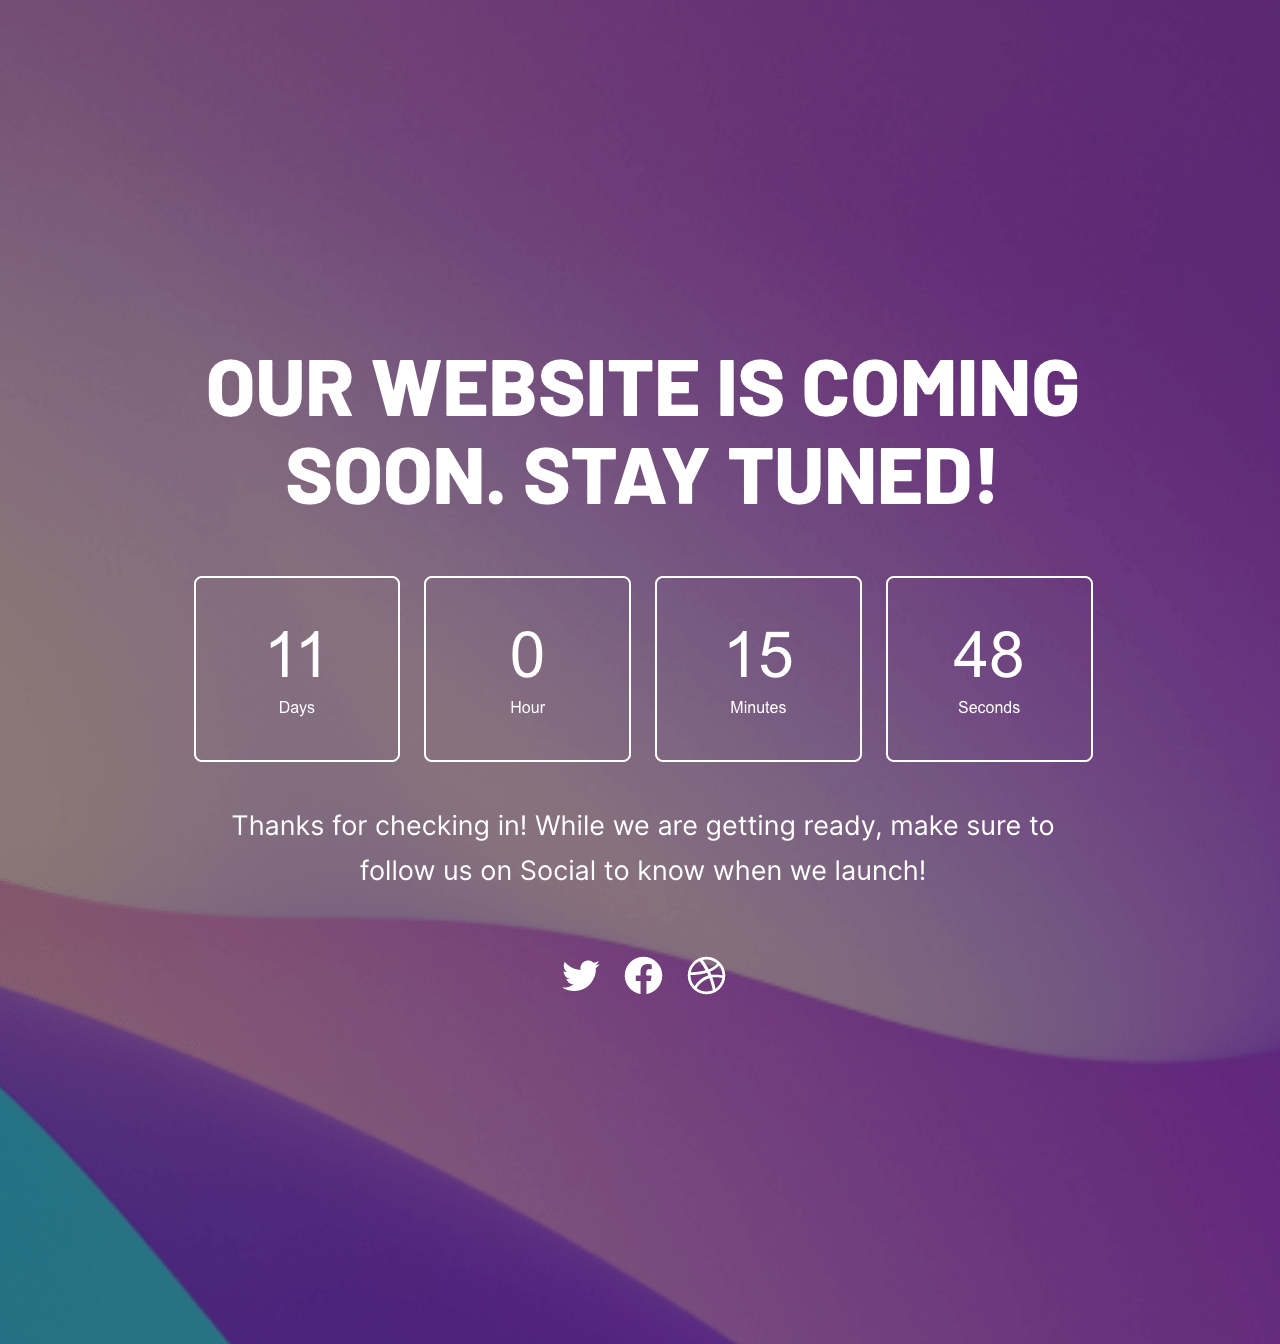 OUR WEBSITE IS COMING
SOON. STAY TUNED!
11
Days
0
Hour
15
Minutes
48
Seconds
Thanks for checking in! While we are getting ready, make sure to
follow us on Social to know when we launch!